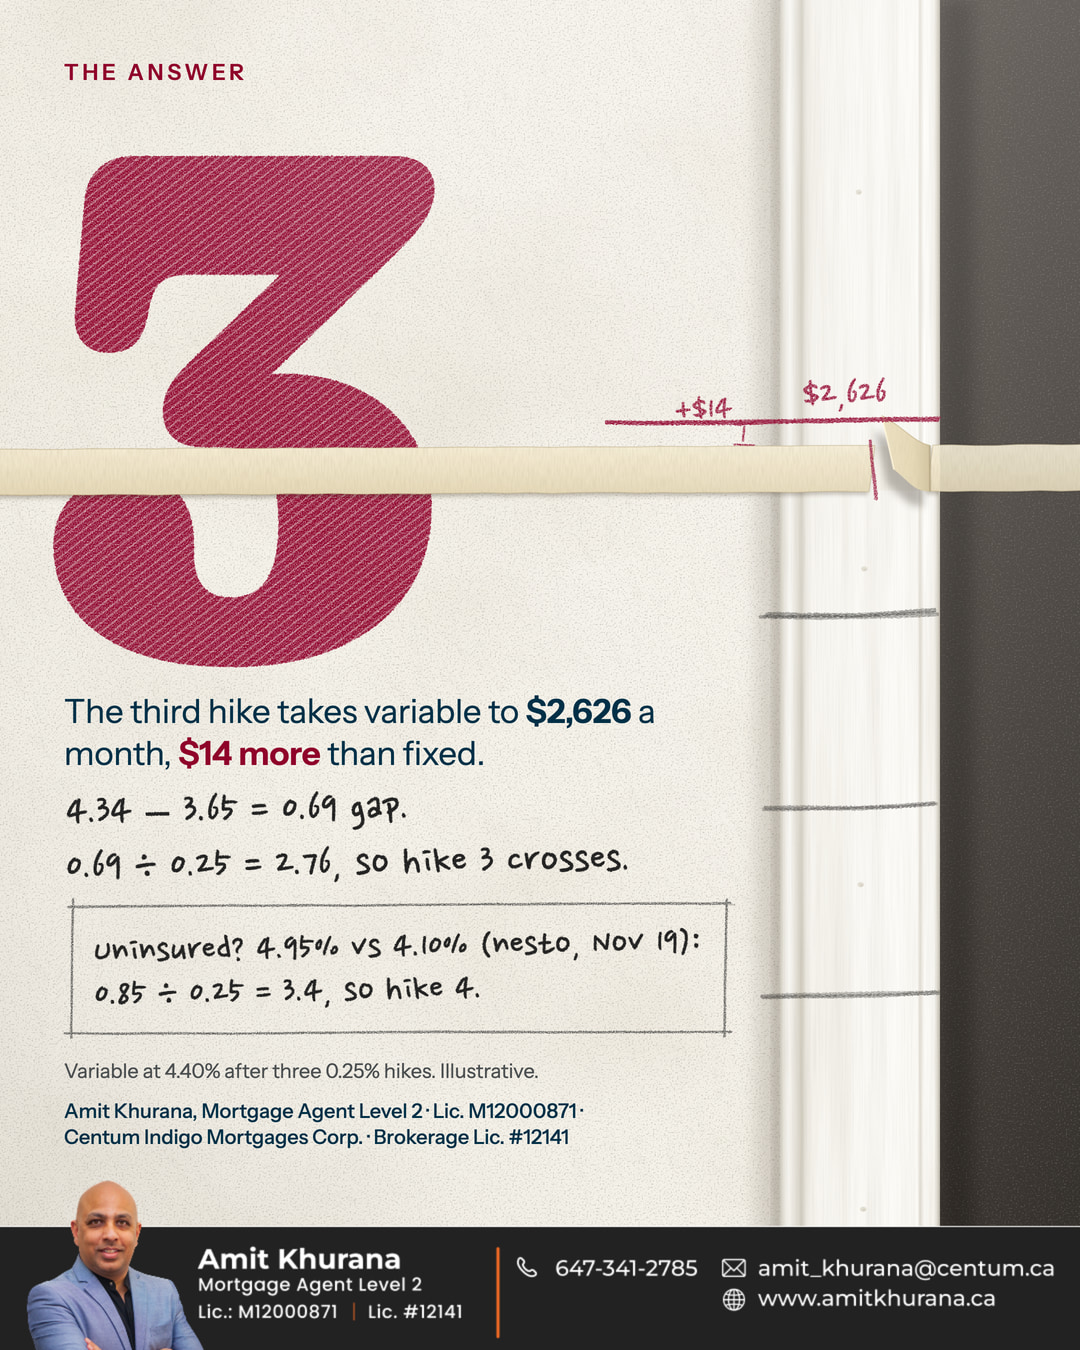 THE ANSWER
3
+$14
$2,626
The third hike takes variable to $2,626 a
month, $14 more than fixed.
4.34 — 3.65 = 0.69 gap.
0.69 ÷ 0.25 = 2.76, so hike 3 crosses.
Uninsured? 4.95% vs 4.10% (nesto, Nov 19):
0.85 ÷ 0.25 = 3.4, so hike 4.
Variable at 4.40% after three 0.25% hikes. Illustrative.
Amit Khurana, Mortgage Agent Level 2 · Lic. M12000871 ·
Centum Indigo Mortgages Corp. · Brokerage Lic. #12141
Amit Khurana
Mortgage Agent Level 2
Lic.: M12000871 | Lic. #12141
647-341-2785
amit_khurana@centum.ca
www.amitkhurana.ca